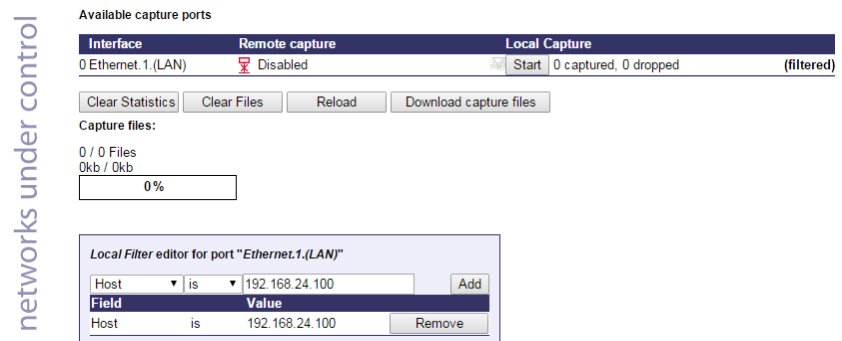 networks under control
Available capture ports
Interface Remote capture Local Capture
0 Ethernet.1.(LAN) Disabled Start 0 captured, 0 dropped (filtered)
Clear Statistics Clear Files Reload Download capture files
Capture files:
0 / 0 Files
0kb / 0kb
0%
Local Filter editor for port "Ethernet.1.(LAN)"
Host is 192.168.24.100 Add
Field Value
Host is 192.168.24.100 Remove